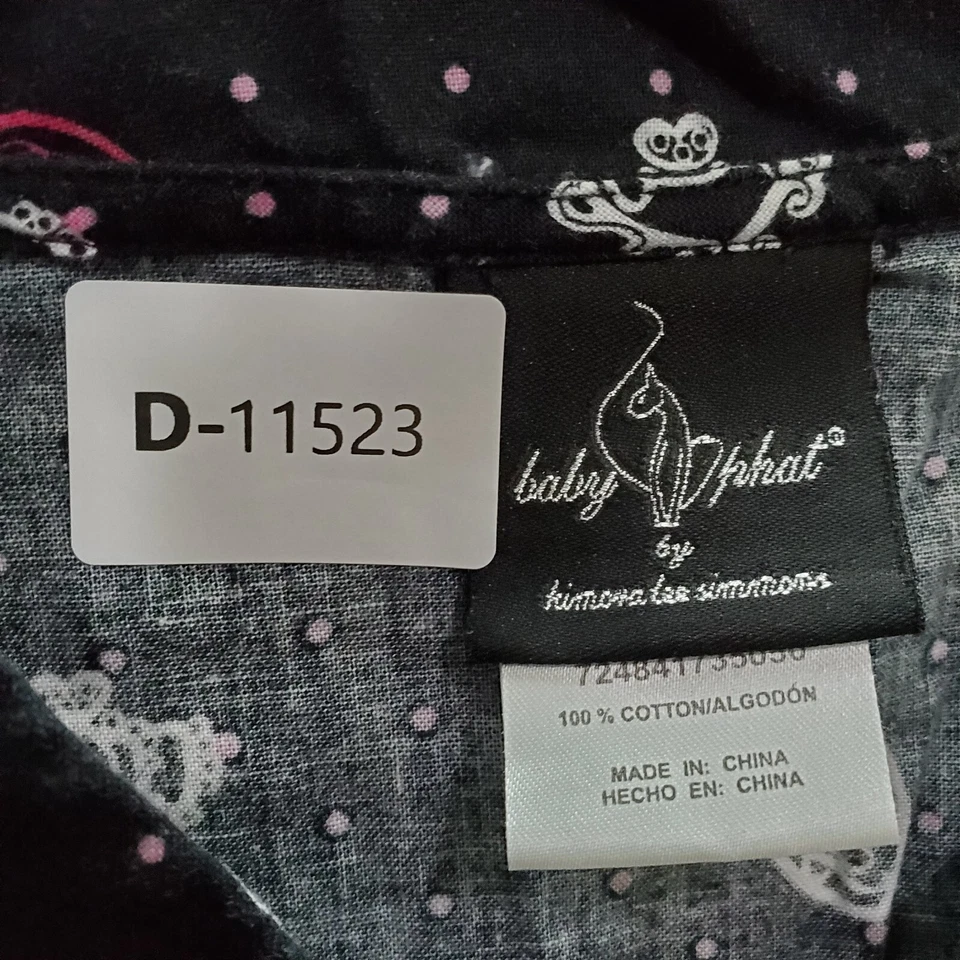 D-11523
baby phat®
by
kimora lee simmons
100 % COTTON/ALGODÓN
MADE IN: CHINA
HECHO EN: CHINA